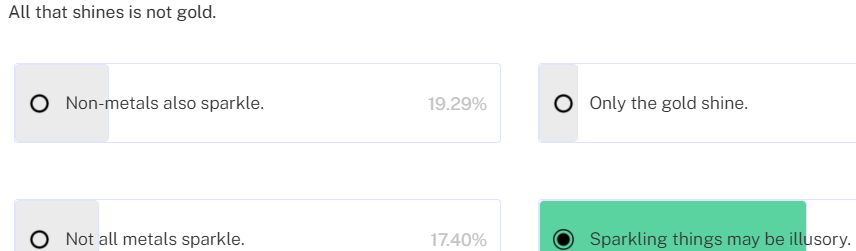 All that shines is not gold.
Non-metals also sparkle.
19.29%
Only the gold shine.
Not all metals sparkle.
17.40%
Sparkling things may be illusory.